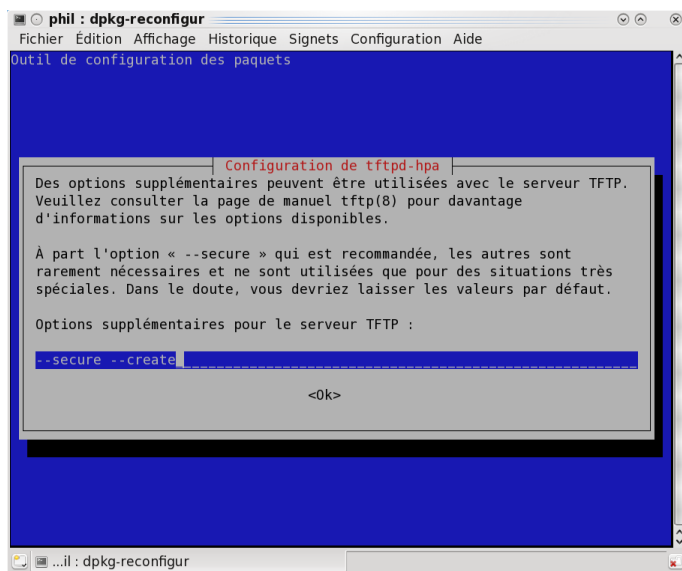 phil : dpkg-reconfigur
Fichier Édition Affichage Historique Signets Configuration Aide
Outil de configuration des paquets
Configuration de tftpd-hpa
Des options supplémentaires peuvent être utilisées avec le serveur TFTP.
Veuillez consulter la page de manuel tftp(8) pour davantage
d'informations sur les options disponibles.
À part l'option « --secure » qui est recommandée, les autres sont
rarement nécessaires et ne sont utilisées que pour des situations très
spéciales. Dans le doute, vous devriez laisser les valeurs par défaut.
Options supplémentaires pour le serveur TFTP :
--secure --create
<Ok>
...il : dpkg-reconfigur